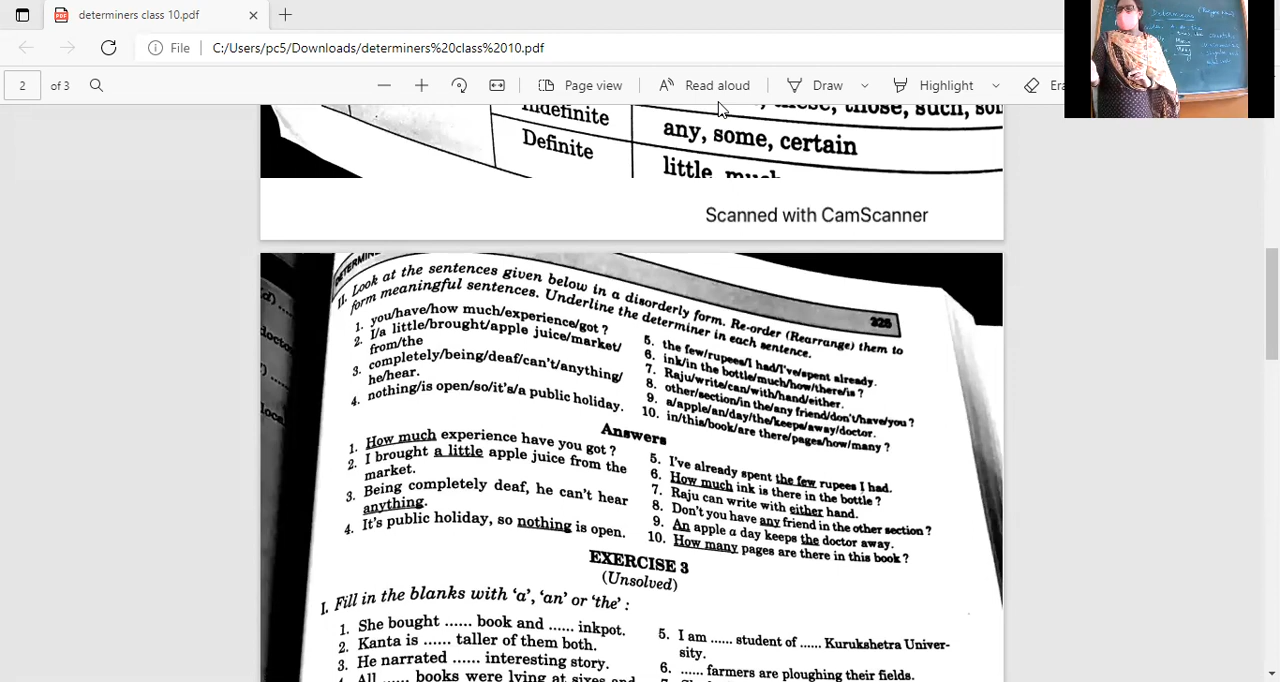 determiners class 10.pdf
File C:/Users/pc5/Downloads/determiners%20class%2010.pdf
2 of 3 Page view Read aloud Draw Highlight
Determiners
Indefinite these, those, such,
Definite any, some, certain
little
Scanned with CamScanner
325
II. Look at the sentences given below in a disorderly form. Re-order (Rearrange) them to
form meaningful sentences. Underline the determiner in each sentence.
1. you/have/how much/experience/got ?
2. I/a little/brought/apple juice/market/
from/the
3. completely/being/deaf/can't/anything/
he/hear.
4. nothing/is open/so/it's/a public holiday.
5. the few/rupees/I had/I've/spent already.
6. ink/in the bottle/much/how/there/is ?
7. Raju/write/can/with/hand/either.
8. other/section/in the/any friend/don't/have/you ?
9. a/apple/an/day/the/keeps/away/doctor.
10. in/this/book/are there/pages/how/many ?
Answers
1. How much experience have you got ?
2. I brought a little apple juice from the
market.
3. Being completely deaf, he can't hear
anything.
4. It's public holiday, so nothing is open.
5. I've already spent the few rupees I had.
6. How much ink is there in the bottle ?
7. Raju can write with either hand.
8. Don't you have any friend in the other section ?
9. An apple a day keeps the doctor away.
10. How many pages are there in this book ?
EXERCISE 3
(Unsolved)
I. Fill in the blanks with 'a', 'an' or 'the' :
1. She bought ...... book and ...... inkpot.
2. Kanta is ...... taller of them both.
3. He narrated ...... interesting story.
4. All ...... books were lying at sixes and
5. I am ...... student of ...... Kurukshetra Univer-
sity.
6. ...... farmers are ploughing their fields.